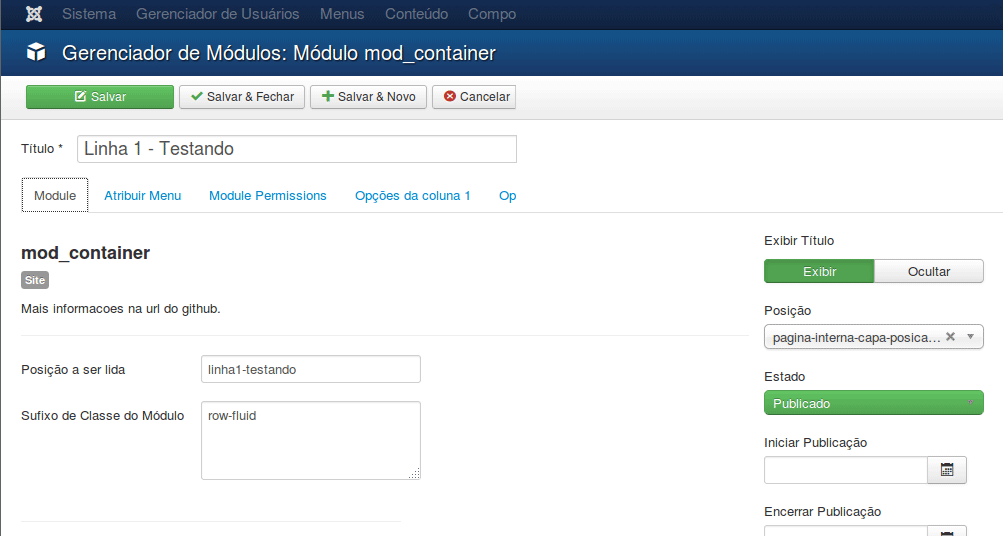 Sistema Gerenciador de Usuários Menus Conteúdo Compo
Gerenciador de Módulos: Módulo mod_container
Salvar Salvar & Fechar Salvar & Novo Cancelar
Título * Linha 1 - Testando
Module Atribuir Menu Module Permissions Opções da coluna 1 Op
mod_container
Site
Mais informacoes na url do github.
Posição a ser lida linha1-testando
Sufixo de Classe do Módulo row-fluid
Exibir Título
Exibir Ocultar
Posição
pagina-interna-capa-posica...
Estado
Publicado
Iniciar Publicação
Encerrar Publicação